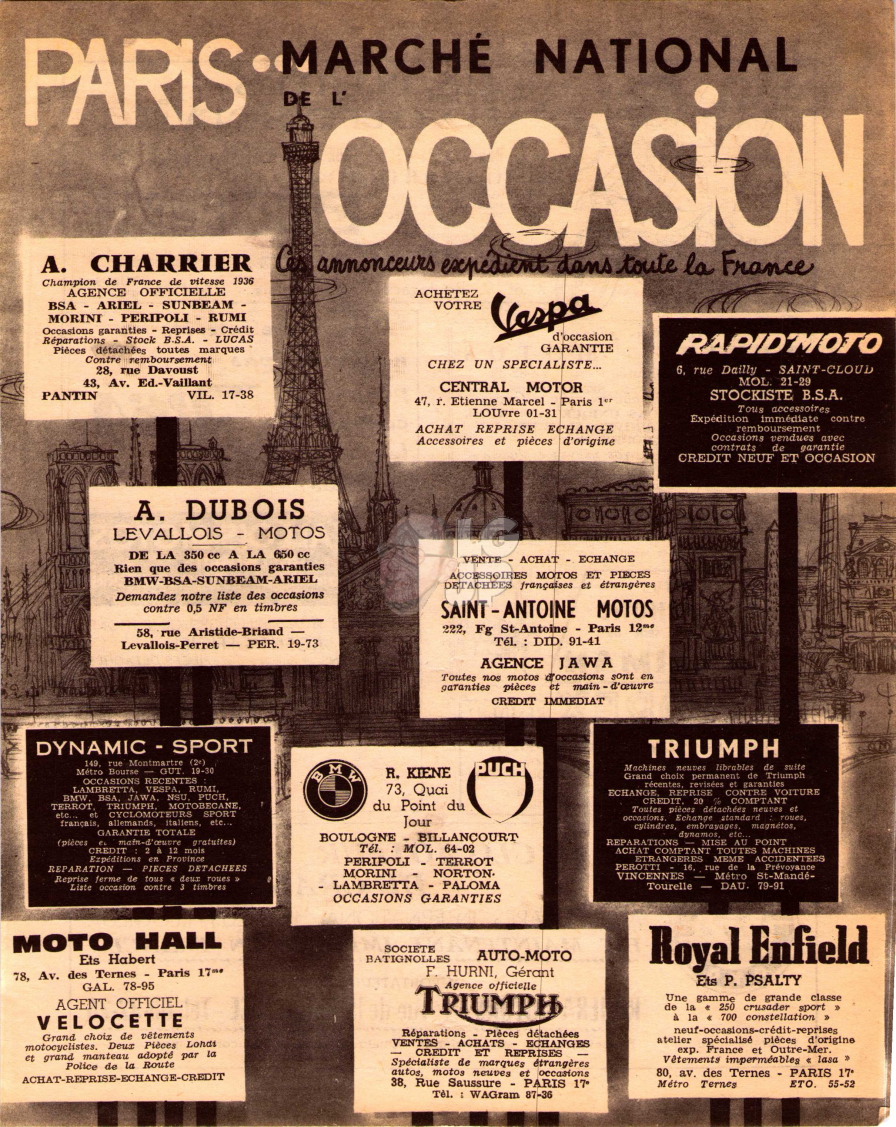 PARIS... MARCHÉ NATIONAL
DE L'
OCCASION
Ces annonceurs expédient dans toute la France
A. CHARRIER
Champion de France de vitesse 1936
AGENCE OFFICIELLE
BSA - ARIEL - SUNBEAM -
MORINI - PERIPOLI - RUMI
Occasions garanties - Reprises - Crédit
Réparations - Stock B.S.A. - LUCAS
Pièces détachées toutes marques
Contre remboursement
28, rue Davoust
43, Av. Ed.-Vaillant
PANTIN VIL. 17-38
ACHETEZ
VOTRE
Vespa
d'occasion
GARANTIE
CHEZ UN SPECIALISTE...
CENTRAL MOTOR
47, r. Etienne Marcel - Paris 1er
LOUvre 01-31
ACHAT REPRISE ECHANGE
Accessoires et pièces d'origine
RAPID'MOTO
6, rue Dailly - SAINT-CLOUD
MOL. 21-29
STOCKISTE B.S.A.
Tous accessoires
Expédition immédiate contre
remboursement
Occasions vendues avec
contrats de garantie
CREDIT NEUF ET OCCASION
A. DUBOIS
LEVALLOIS - MOTOS
DE LA 350 cc A LA 650 cc
Rien que des occasions garanties
BMW-BSA-SUNBEAM-ARIEL
Demandez notre liste des occasions
contre 0,5 NF en timbres
58, rue Aristide-Briand —
Levallois-Perret — PER. 19-73
VENTE - ACHAT - ECHANGE
ACCESSOIRES MOTOS ET PIECES
DETACHÉES françaises et étrangères
SAINT-ANTOINE MOTOS
222, Fg St-Antoine - Paris 12me
TéL : DID. 91-41
AGENCE JAWA
Toutes nos motos d'occasions sont en
garanties pièces et main-d'œuvre
CREDIT IMMEDIAT
DYNAMIC - SPORT
149, rue Montmartre (2e)
Métro Bourse — GUT. 19-30
OCCASIONS RECENTES :
LAMBRETTA, VESPA, RUMI,
BMW, BSA, JAWA, NSU, PUCH,
TERROT, TRIUMPH, MOTOBECANE,
etc... et CYCLOMOTEURS SPORT
français, allemands, italiens, etc...
GARANTIE TOTALE
(pièces et main-d'œuvre gratuites)
CREDIT : 2 à 12 mois
Expéditions en Province
REPARATION — PIECES DETACHEES
Reprise ferme de tous « deux roues »
Liste occasion contre 3 timbres
BMW
PUCH
R. KIENE
73, Quai
du Point du
Jour
BOULOGNE - BILLANCOURT
Tél. : MOL. 64-02
PERIPOLI - TERROT
MORINI - NORTON-
- LAMBRETTA - PALOMA
OCCASIONS GARANTIES
TRIUMPH
Machines neuves librables de suite
Grand choix permanent de Triumph
récentes, revisées et garanties
ECHANGE, REPRISE CONTRE VOITURE
CREDIT, 20 % COMPTANT
Toutes pièces détachées neuves et
occasions. Echange standard : roues,
cylindres, embrayages, magnétos,
dynamos, etc...
REPARATIONS — MISE AU POINT
ACHAT COMPTANT TOUTES MACHINES
ETRANGERES MEME ACCIDENTEES
PEROTTI - 16, rue de la Prévoyance
VINCENNES — Métro St-Mandé-
Tourelle — DAU. 79-91
MOTO HALL
Ets Habert
78, Av. des Ternes - Paris 17me
GAL. 78-95
AGENT OFFICIEL
VELOCETTE
Grand choix de vêtements
motocyclistes. Deux Pièces Lohdi
et grand manteau adopté par la
Police de la Route
ACHAT-REPRISE-ECHANGE-CREDIT
SOCIETE
BATIGNOLLES AUTO-MOTO
F. HURNI, Gérant
Agence officielle
TRIUMPH
Réparations - Pièces détachées
VENTES - ACHATS - ECHANGES
— CREDIT ET REPRISES —
Spécialiste de marques étrangères
autos, motos neuves et occasions
38, Rue Saussure - PARIS 17e
Tél. : WAGram 87-36
Royal Enfield
Ets P. PSALTY
Une gamme de grande classe
de la « 250 crusader sport »
à la « 700 constellation »
neuf-occasions-crédit-reprises
atelier spécialisé pièces d'origine
exp. France et Outre-Mer.
Vêtements imperméables « lasa »
80, av. des Ternes - PARIS 17e
Métro Ternes ETO. 55-52